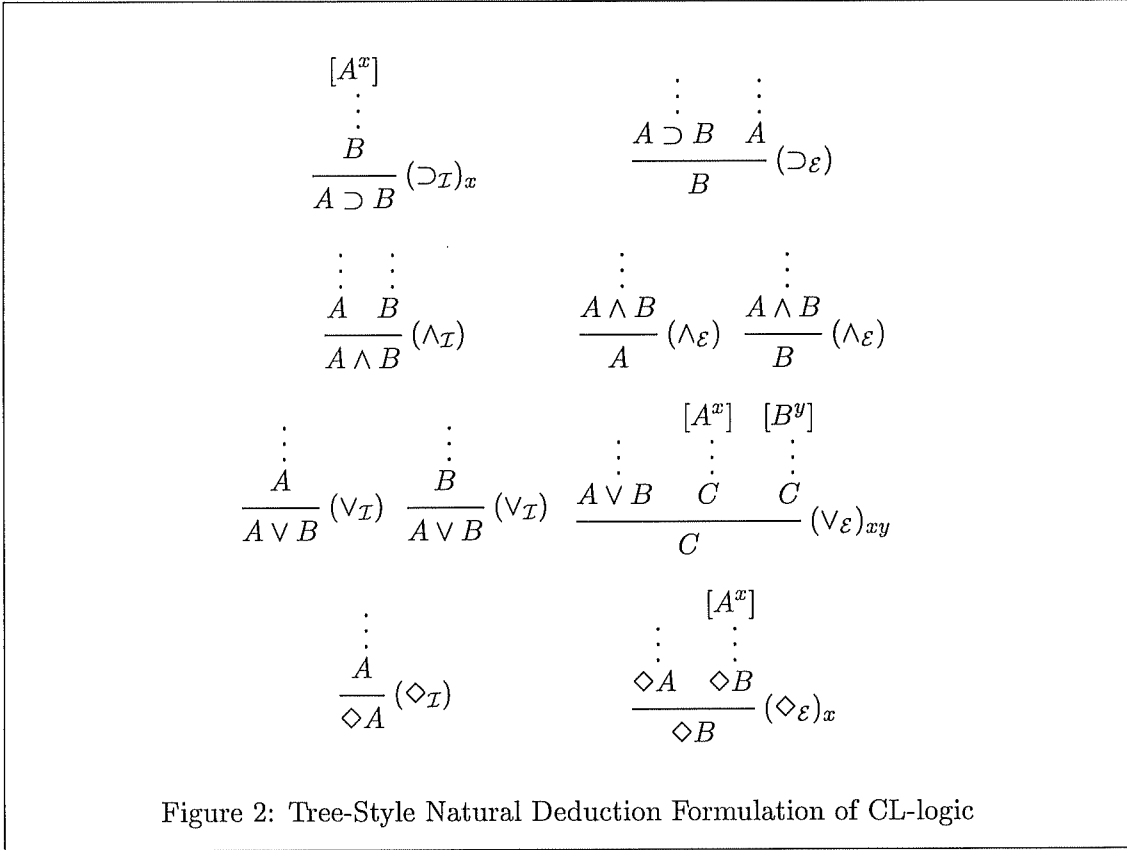 [A^x]
⋮ ⋮ ⋮
B A ⊃ B A
(⊃_I)_x (⊃_E)
A ⊃ B B
⋮ ⋮ ⋮ ⋮
A B A ∧ B A ∧ B
(∧_I) (∧_E) (∧_E)
A ∧ B A B
[A^x] [B^y]
⋮ ⋮ ⋮ ⋮ ⋮
A B A ∨ B C C
(∨_I) (∨_I) (∨_E)_{xy}
A ∨ B A ∨ B C
[A^x]
⋮ ⋮ ⋮
A ◇A ◇B
(◇_I) (◇_E)_x
◇A ◇B
Figure 2: Tree-Style Natural Deduction Formulation of CL-logic